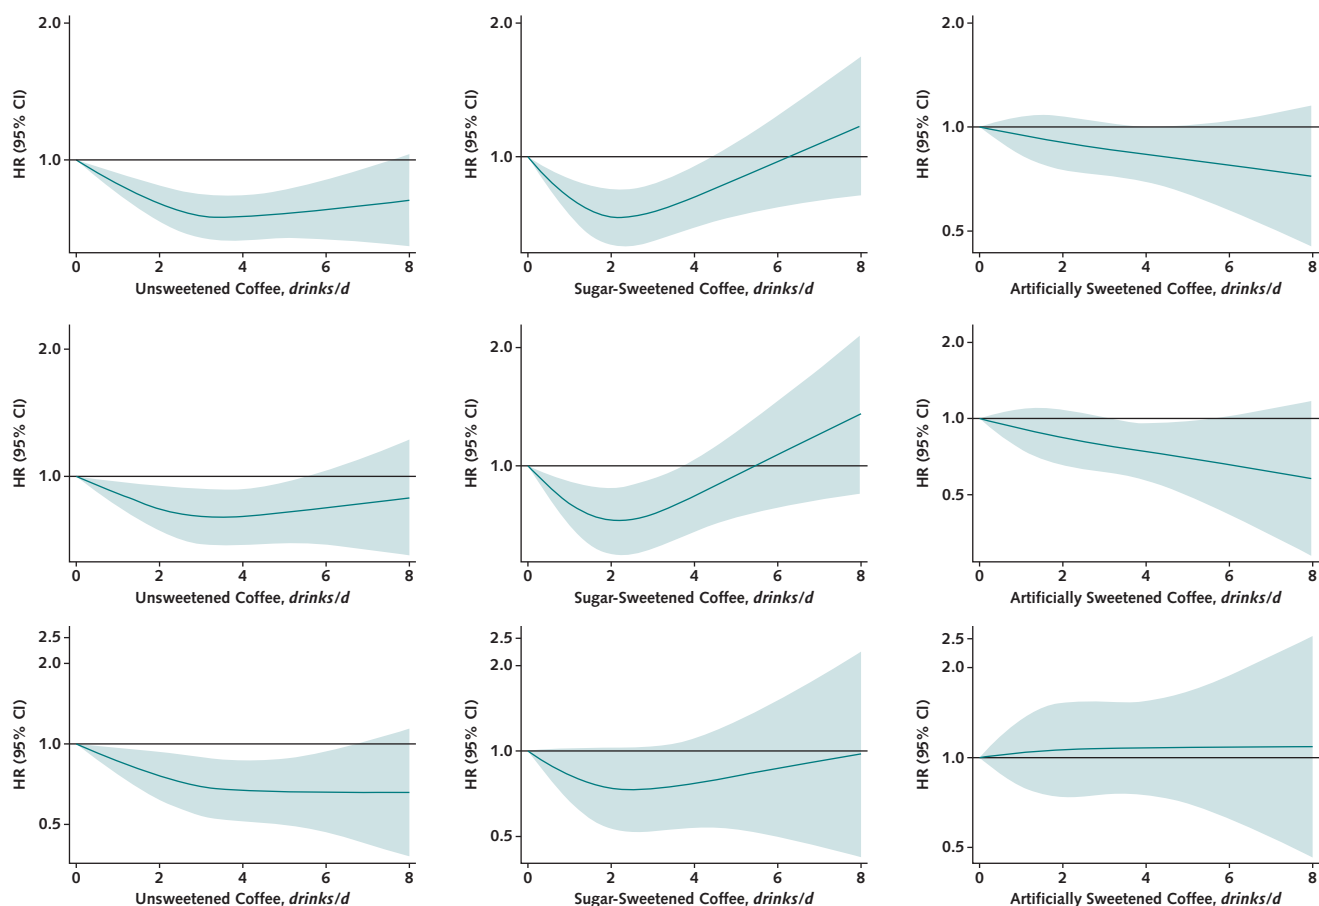 2.0
1.0
HR (95% CI)
0 2 4 6 8
Unsweetened Coffee, drinks/d
2.0
1.0
HR (95% CI)
0 2 4 6 8
Sugar-Sweetened Coffee, drinks/d
2.0
1.0
0.5
HR (95% CI)
0 2 4 6 8
Artificially Sweetened Coffee, drinks/d
2.0
1.0
HR (95% CI)
0 2 4 6 8
Unsweetened Coffee, drinks/d
2.0
1.0
HR (95% CI)
0 2 4 6 8
Sugar-Sweetened Coffee, drinks/d
2.0
1.0
0.5
HR (95% CI)
0 2 4 6 8
Artificially Sweetened Coffee, drinks/d
2.5
2.0
1.0
0.5
HR (95% CI)
0 2 4 6 8
Unsweetened Coffee, drinks/d
2.5
2.0
1.0
0.5
HR (95% CI)
0 2 4 6 8
Sugar-Sweetened Coffee, drinks/d
2.5
2.0
1.0
0.5
HR (95% CI)
0 2 4 6 8
Artificially Sweetened Coffee, drinks/d